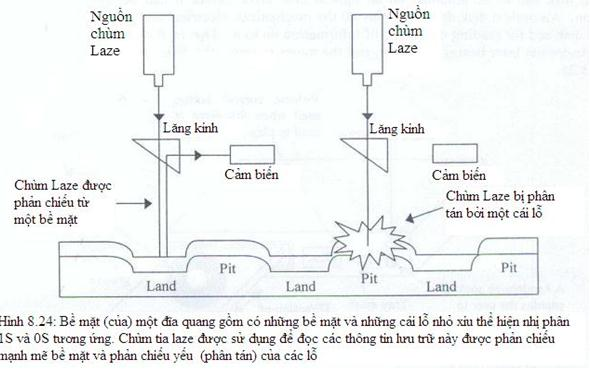 Nguồn
chùm
Laze
Lăng kính
Cảm biến
Chùm Laze được
phản chiếu từ
một bề mặt
Land
Pit
Land
Nguồn
chùm
Laze
Lăng kính
Cảm biến
Chùm Laze bị phân
tán bởi một cái lỗ
Pit
Land
Pit
Hình 8.24: Bề mặt (của) một đĩa quang gồm có những bề mặt và những cái lỗ nhỏ xíu thể hiện nhị phân
1S và 0S tương ứng. Chùm tia laze được sử dụng để đọc các thông tin lưu trữ này được phản chiếu
mạnh mẽ bề mặt và phản chiếu yếu (phân tán) của các lỗ